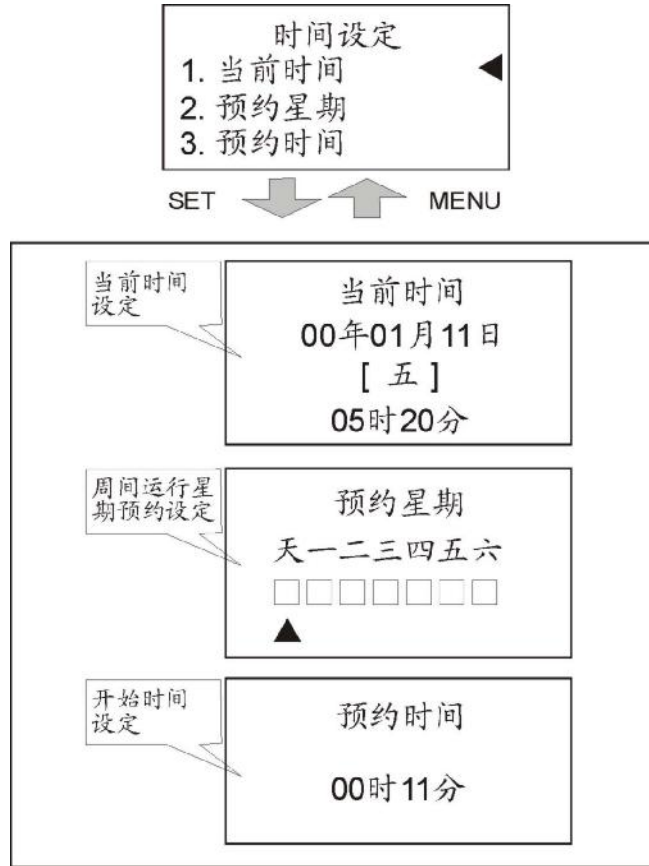 时间设定
1. 当前时间
2. 预约星期
3. 预约时间
SET MENU
当前时间
设定
当前时间
00年01月11日
[ 五 ]
05时20分
周间运行星
期预约设定
预约星期
天一二三四五六
开始时间
设定
预约时间
00时11分